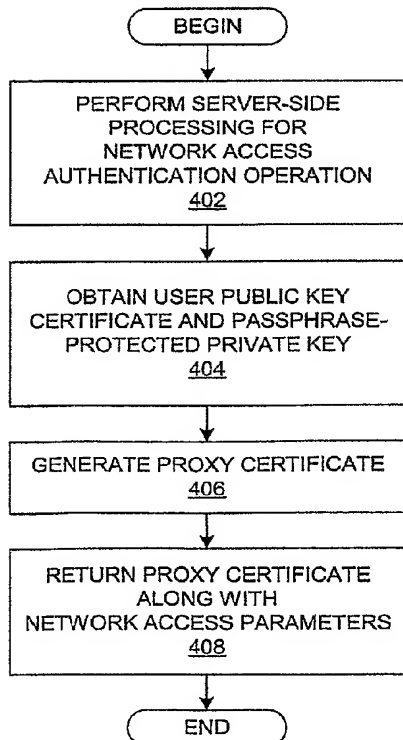 BEGIN
PERFORM SERVER-SIDE
PROCESSING FOR
NETWORK ACCESS
AUTHENTICATION OPERATION
402
OBTAIN USER PUBLIC KEY
CERTIFICATE AND PASSPHRASE-
PROTECTED PRIVATE KEY
404
GENERATE PROXY CERTIFICATE
406
RETURN PROXY CERTIFICATE
ALONG WITH
NETWORK ACCESS PARAMETERS
408
END